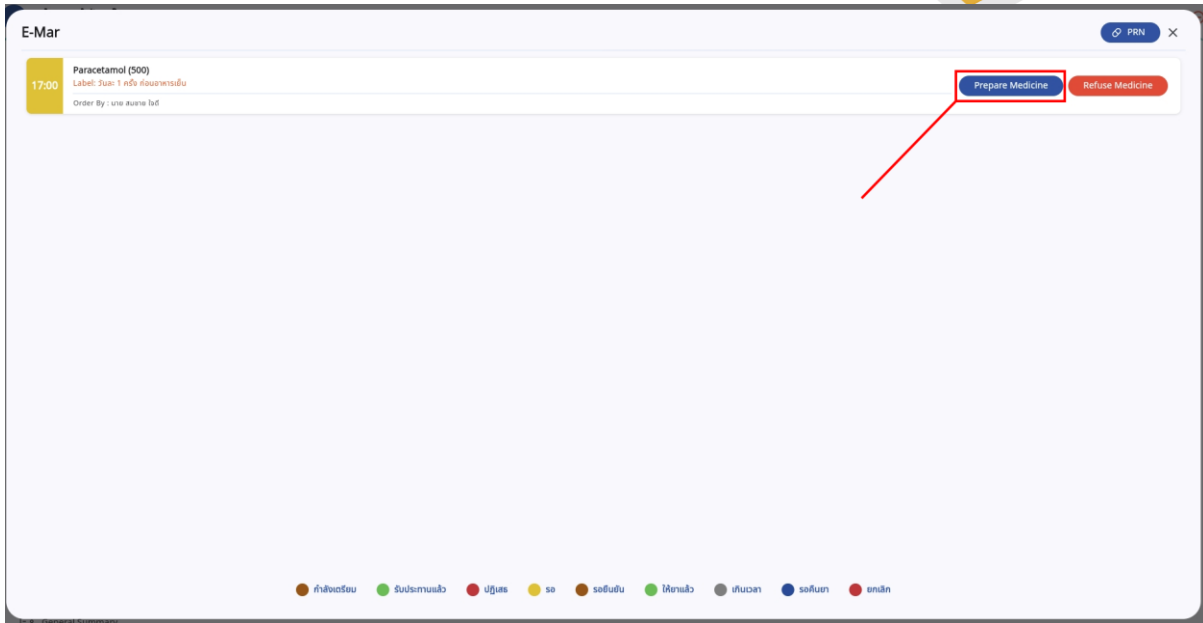 E-Mar
PRN
17:00
Paracetamol (500)
Label: วันละ 1 ครั้ง ก่อนอาหารเย็น
Order By : นาย สมชาย ใจดี
Prepare Medicine
Refuse Medicine
กำลังเตรียม รับประทานแล้ว ปฏิเสธ รอ รอยืนยัน ให้ยาแล้ว เกินเวลา รอคืนยา ยกเลิก
General Summary